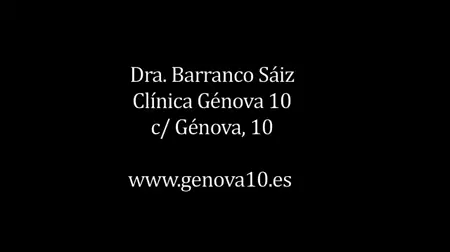 Dra. Barranco Sáiz
Clínica Génova 10
c/ Génova, 10
www.genova10.es